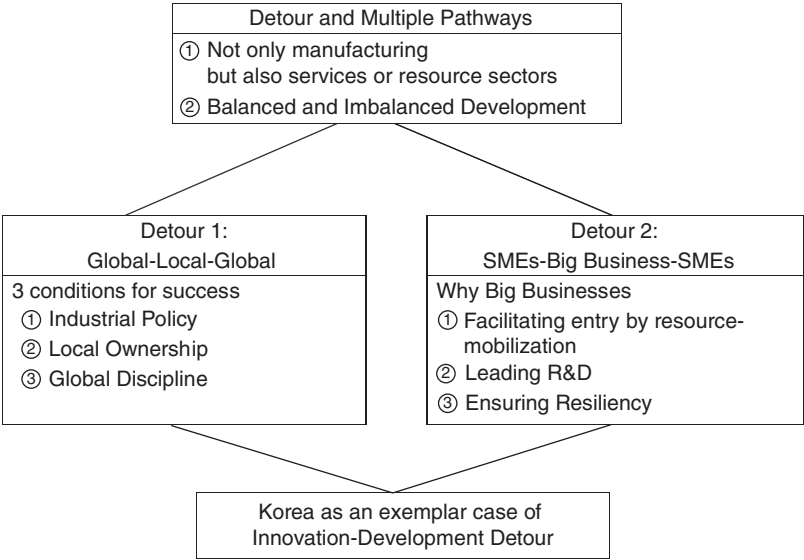 Detour and Multiple Pathways
① Not only manufacturing
but also services or resource sectors
② Balanced and Imbalanced Development
Detour 1:
Global-Local-Global
3 conditions for success
① Industrial Policy
② Local Ownership
③ Global Discipline
Detour 2:
SMEs-Big Business-SMEs
Why Big Businesses
① Facilitating entry by resource-
mobilization
② Leading R&D
③ Ensuring Resiliency
Korea as an exemplar case of
Innovation-Development Detour